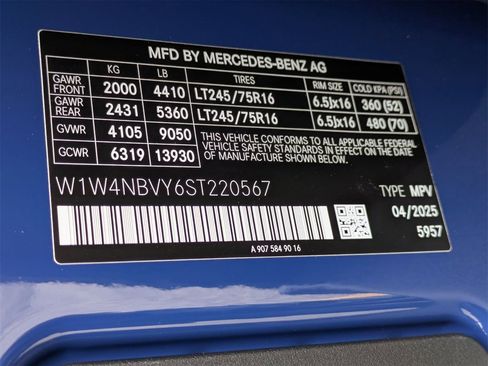 MFD BY MERCEDES-BENZ AG
KG LB TIRES RIM SIZE COLD KPA (PSI)
GAWR FRONT 2000 4410 LT245/75R16 6.5Jx16 360 (52)
GAWR REAR 2431 5360 LT245/75R16 6.5Jx16 480 (70)
GVWR 4105 9050 THIS VEHICLE CONFORMS TO ALL APPLICABLE FEDERAL
GCWR 6319 13930 VEHICLE SAFETY STANDARDS IN EFFECT ON THE DATE OF
MANUFACTURE SHOWN ABOVE.
W1W4NBVY6ST220567 TYPE MPV
04/2025
5957
A 907 584 90 16